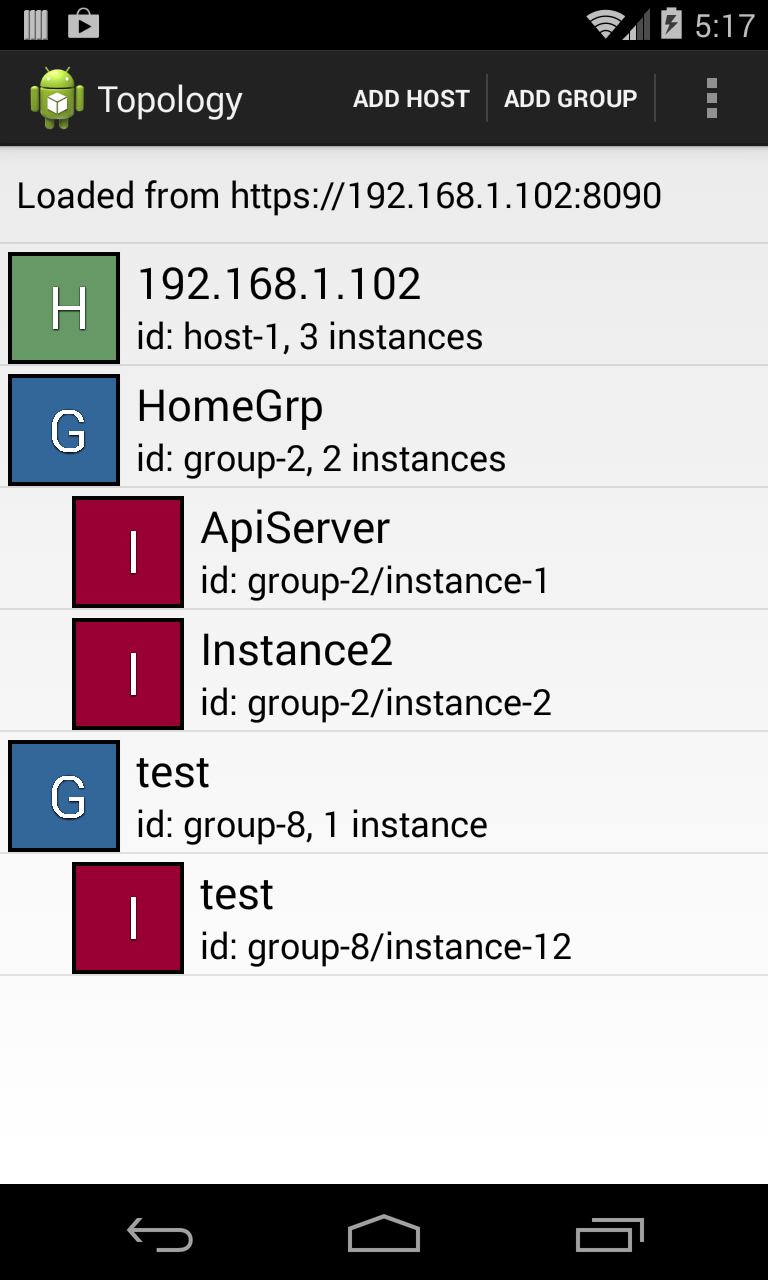 5:17
Topology ADD HOST ADD GROUP
Loaded from https://192.168.1.102:8090
H
192.168.1.102
id: host-1, 3 instances
G
HomeGrp
id: group-2, 2 instances
I
ApiServer
id: group-2/instance-1
I
Instance2
id: group-2/instance-2
G
test
id: group-8, 1 instance
I
test
id: group-8/instance-12